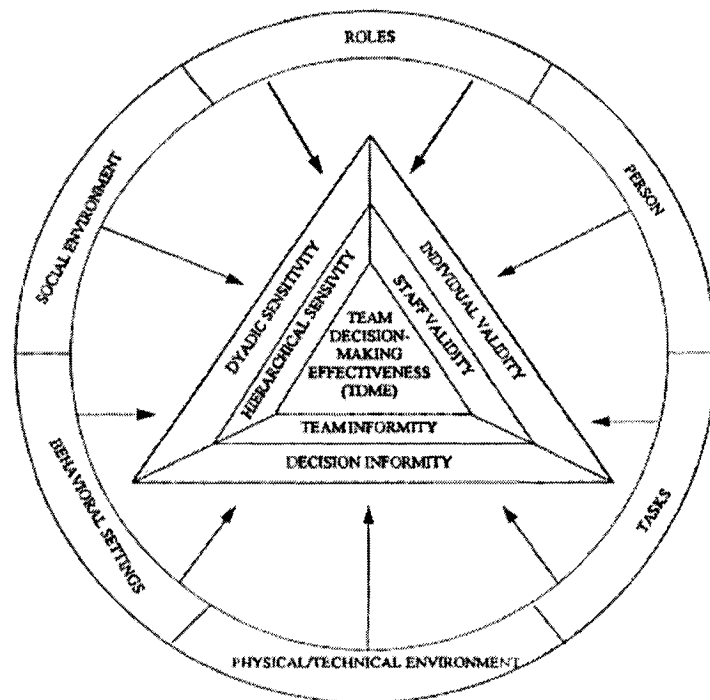 ROLES
SOCIAL ENVIRONMENT
PERSON
DYADIC SENSITIVITY
HIERARCHICAL SENSIVITY
STAFF VALIDITY
INDIVIDUAL VALIDITY
TEAM
DECISION-
MAKING
EFFECTIVENESS
(TDME)
TEAM INFORMITY
DECISION INFORMITY
BEHAVIORAL SETTINGS
TASKS
PHYSICAL/TECHNICAL ENVIRONMENT